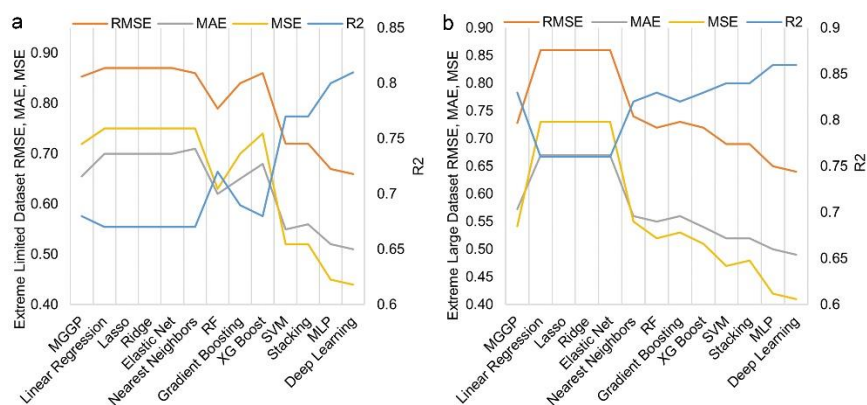 a
RMSE MAE MSE R2
Extreme Limited Dataset RMSE, MAE, MSE
0.90
0.80
0.70
0.60
0.50
0.40
0.85
0.8
0.75
0.7
0.65
0.6
R2
MGGP
Linear Regression
Lasso
Ridge
Elastic Net
Nearest Neighbors
RF
Gradient Boosting
XG Boost
SVM
Stacking
MLP
Deep Learning
b
RMSE MAE MSE R2
Extreme Large Dataset RMSE, MAE, MSE
0.90
0.85
0.80
0.75
0.70
0.65
0.60
0.55
0.50
0.45
0.40
0.9
0.85
0.8
0.75
0.7
0.65
0.6
R2
MGGP
Linear Regression
Lasso
Ridge
Elastic Net
Nearest Neighbors
RF
Gradient Boosting
XG Boost
SVM
Stacking
MLP
Deep Learning